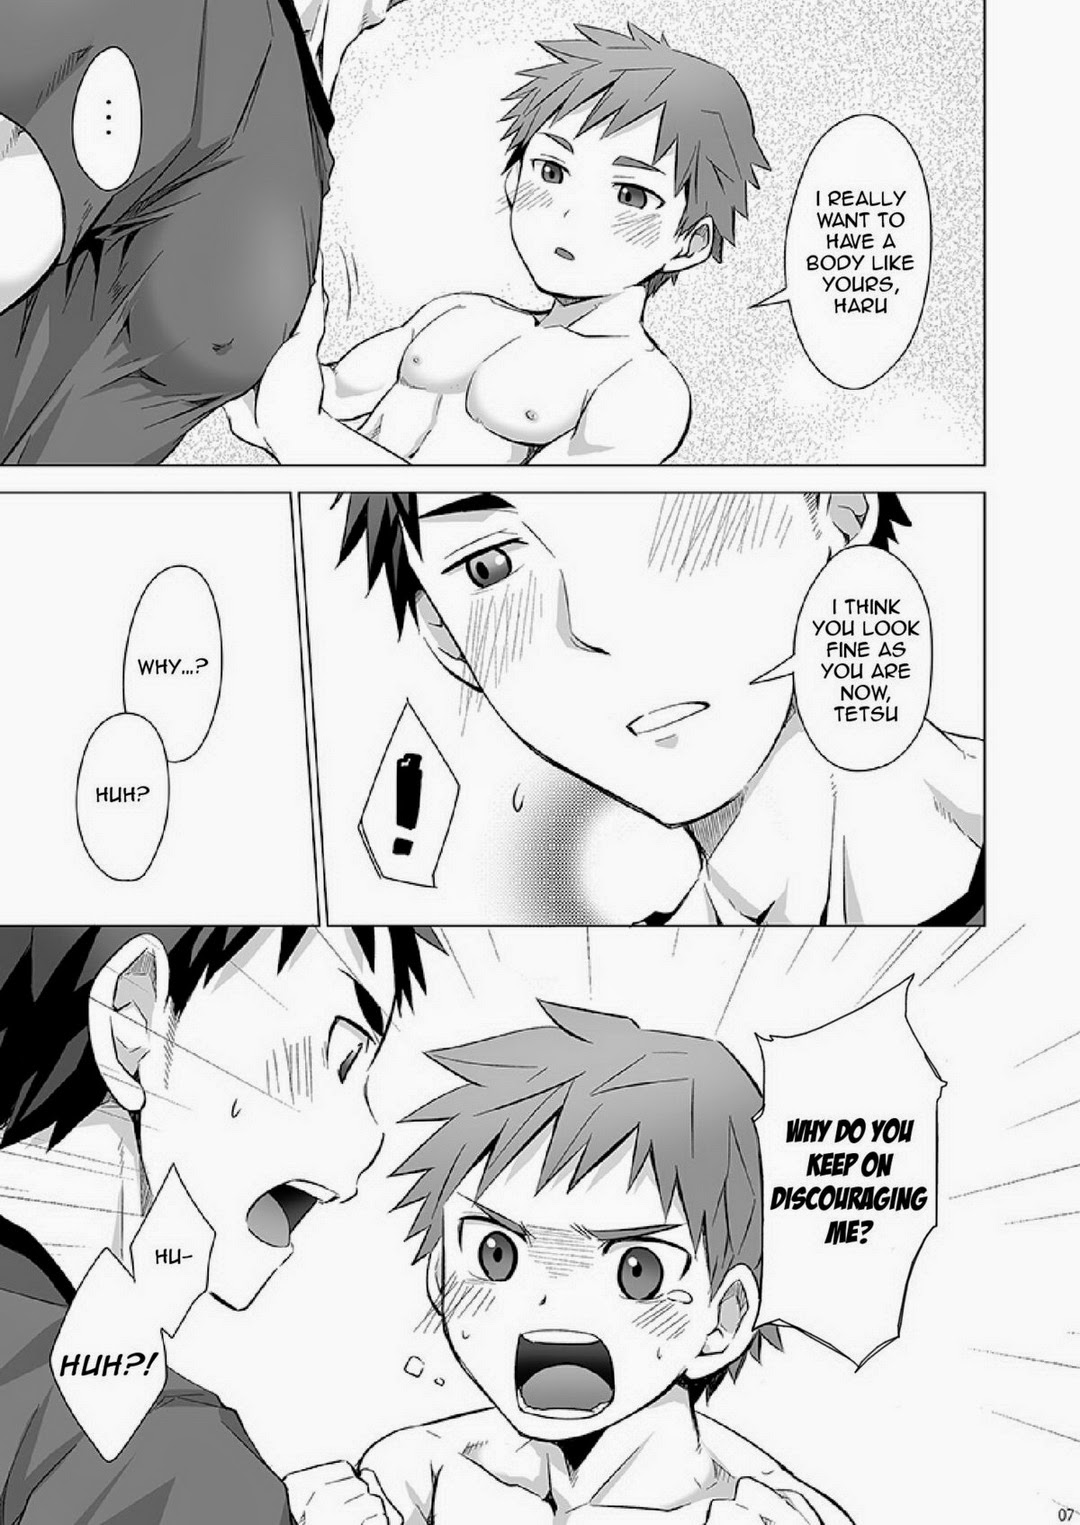 I REALLY
WANT TO
HAVE A
BODY LIKE
YOURS,
HARU
...
I THINK
YOU LOOK
FINE AS
YOU ARE
NOW,
TETSU
!
WHY...?
HUH?
WHY DO YOU
KEEP ON
DISCOURAGING
ME?
HU-
HUH?!
07